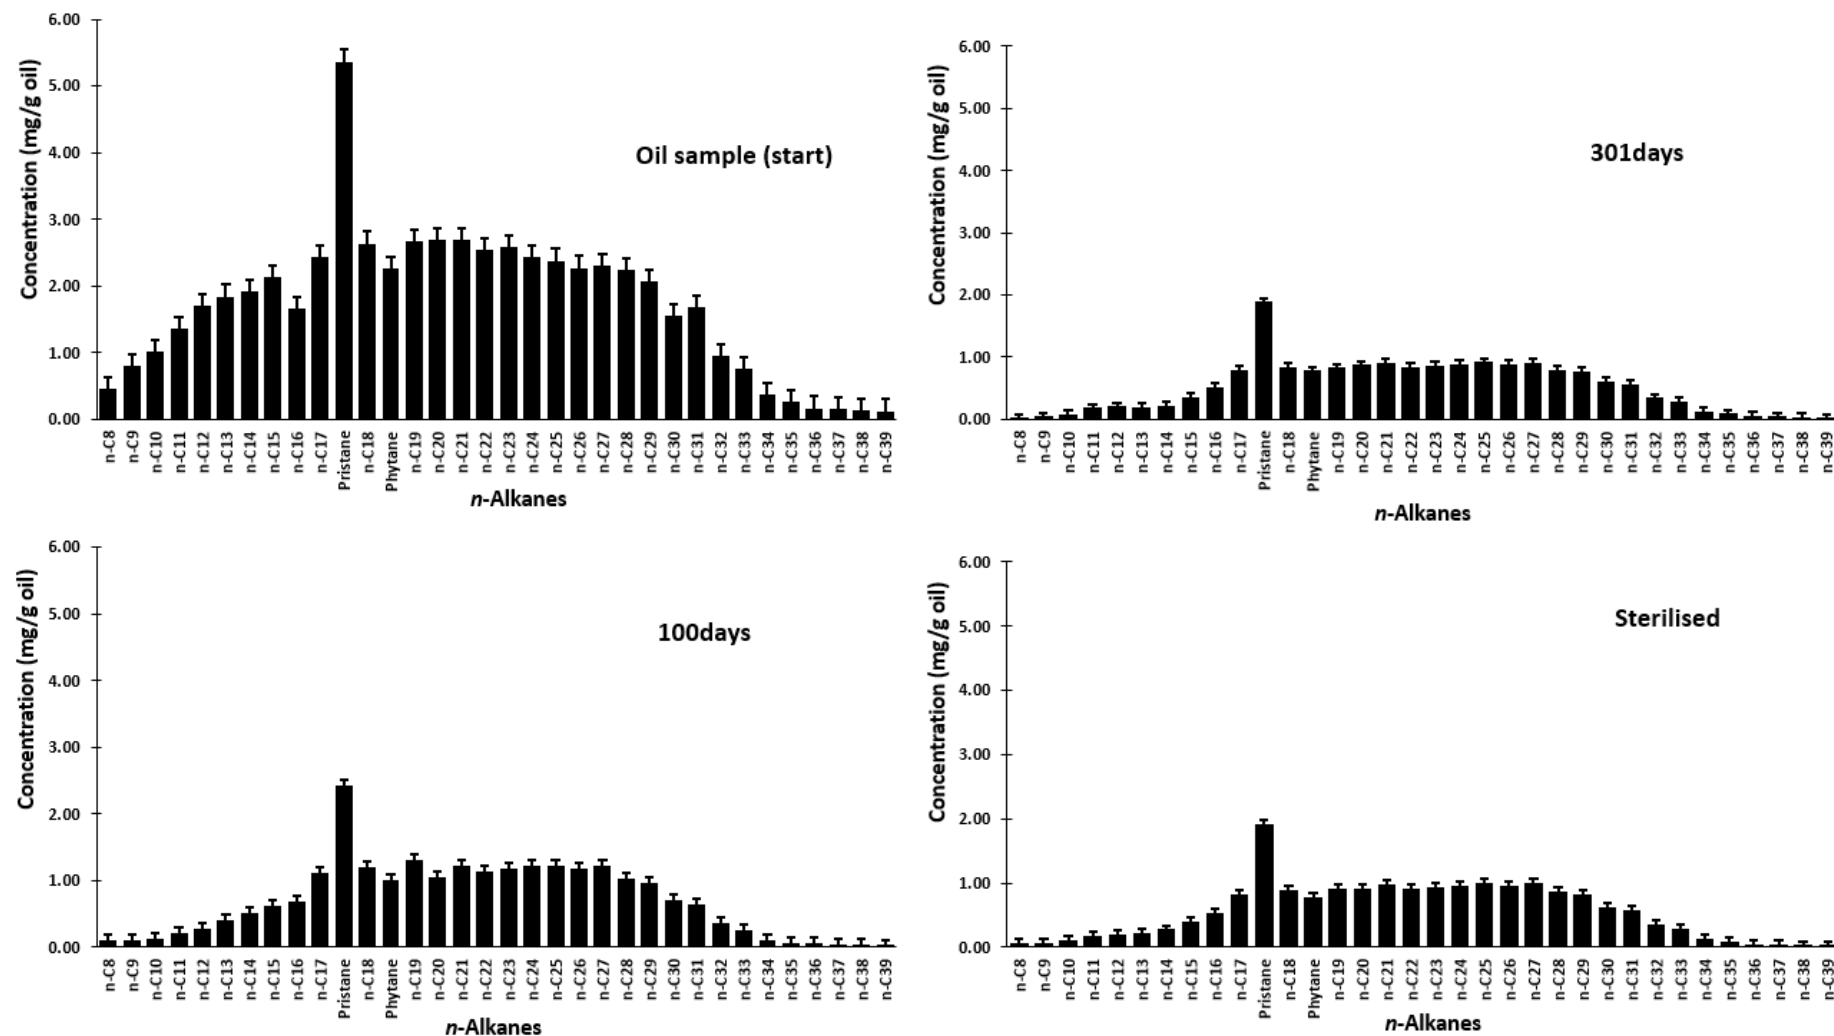 Concentration (mg/g oil)
6.00
5.00
4.00
3.00
2.00
1.00
0.00
Oil sample (start)
n-C8
n-C9
n-C10
n-C11
n-C12
n-C13
n-C14
n-C15
n-C16
n-C17
Pristane
n-C18
Phytane
n-C19
n-C20
n-C21
n-C22
n-C23
n-C24
n-C25
n-C26
n-C27
n-C28
n-C29
n-C30
n-C31
n-C32
n-C33
n-C34
n-C35
n-C36
n-C37
n-C38
n-C39
n-Alkanes
Concentration (mg/g oil)
6.00
5.00
4.00
3.00
2.00
1.00
0.00
301days
n-C8
n-C9
n-C10
n-C11
n-C12
n-C13
n-C14
n-C15
n-C16
n-C17
Pristane
n-C18
Phytane
n-C19
n-C20
n-C21
n-C22
n-C23
n-C24
n-C25
n-C26
n-C27
n-C28
n-C29
n-C30
n-C31
n-C32
n-C33
n-C34
n-C35
n-C36
n-C37
n-C38
n-C39
n-Alkanes
Concentration (mg/g oil)
6.00
5.00
4.00
3.00
2.00
1.00
0.00
100days
n-C8
n-C9
n-C10
n-C11
n-C12
n-C13
n-C14
n-C15
n-C16
n-C17
Pristane
n-C18
Phytane
n-C19
n-C20
n-C21
n-C22
n-C23
n-C24
n-C25
n-C26
n-C27
n-C28
n-C29
n-C30
n-C31
n-C32
n-C33
n-C34
n-C35
n-C36
n-C37
n-C38
n-C39
n-Alkanes
Concentration (mg/g oil)
6.00
5.00
4.00
3.00
2.00
1.00
0.00
Sterilised
n-C8
n-C9
n-C10
n-C11
n-C12
n-C13
n-C14
n-C15
n-C16
n-C17
Pristane
n-C18
Phytane
n-C19
n-C20
n-C21
n-C22
n-C23
n-C24
n-C25
n-C26
n-C27
n-C28
n-C29
n-C30
n-C31
n-C32
n-C33
n-C34
n-C35
n-C36
n-C37
n-C38
n-C39
n-Alkanes